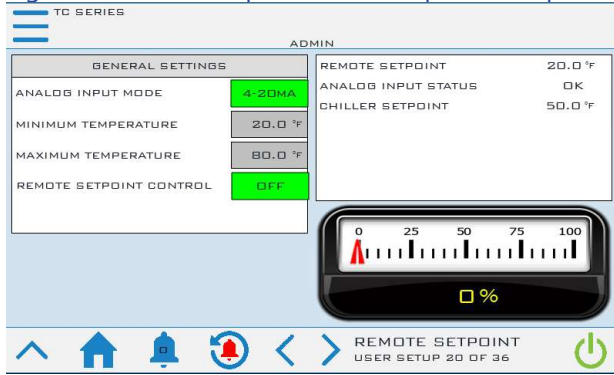 TC SERIES
ADMIN
GENERAL SETTINGS
ANALOG INPUT MODE 4-20MA
MINIMUM TEMPERATURE 20.0 °F
MAXIMUM TEMPERATURE 80.0 °F
REMOTE SETPOINT CONTROL OFF
REMOTE SETPOINT 20.0 °F
ANALOG INPUT STATUS OK
CHILLER SETPOINT 50.0 °F
0 25 50 75 100
0 %
0
REMOTE SETPOINT
USER SETUP 20 OF 36